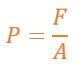 P = F/A